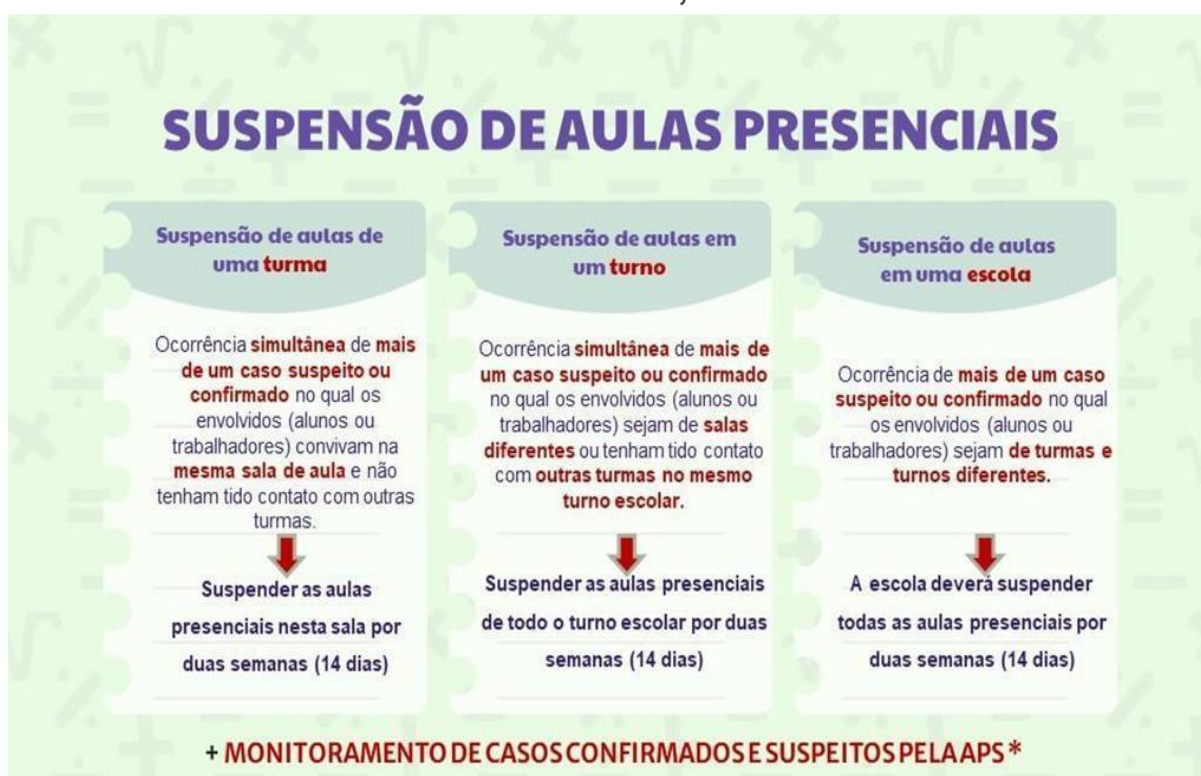 SUSPENSÃO DE AULAS PRESENCIAIS
Suspensão de aulas de
uma turma
Ocorrência simultânea de mais
de um caso suspeito ou
confirmado no qual os
envolvidos (alunos ou
trabalhadores) convivam na
mesma sala de aula e não
tenham tido contato com outras
turmas.
Suspender as aulas
presenciais nesta sala por
duas semanas (14 dias)
Suspensão de aulas em
um turno
Ocorrência simultânea de mais de
um caso suspeito ou confirmado
no qual os envolvidos (alunos ou
trabalhadores) sejam de salas
diferentes ou tenham tido contato
com outras turmas no mesmo
turno escolar.
Suspender as aulas presenciais
de todo o turno escolar por duas
semanas (14 dias)
Suspensão de aulas
em uma escola
Ocorrência de mais de um caso
suspeito ou confirmado no qual
os envolvidos (alunos ou
trabalhadores) sejam de turmas e
turnos diferentes.
A escola deverá suspender
todas as aulas presenciais por
duas semanas (14 dias)
+ MONITORAMENTO DE CASOS CONFIRMADOS E SUSPEITOS PELA APS *